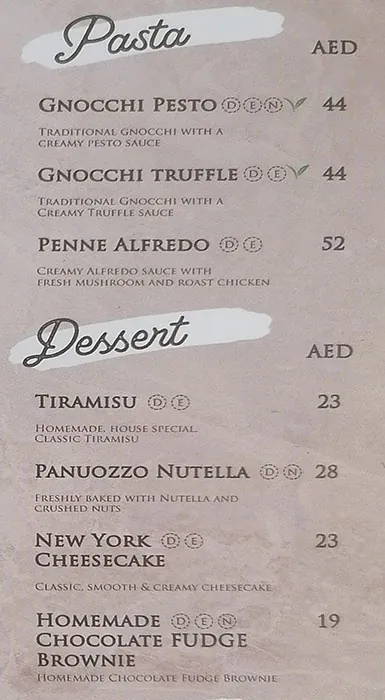 Pasta
AED
GNOCCHI PESTO D E N 44
TRADITIONAL GNOCCHI WITH A
CREAMY PESTO SAUCE
GNOCCHI TRUFFLE D E 44
TRADITIONAL GNOCCHI WITH A
CREAMY TRUFFLE SAUCE
PENNE ALFREDO D E 52
CREAMY ALFREDO SAUCE WITH
FRESH MUSHROOM AND ROAST CHICKEN
Dessert
AED
TIRAMISU D E 23
HOMEMADE, HOUSE SPECIAL
CLASSIC TIRAMISU
PANUOZZO NUTELLA D N 28
FRESHLY BAKED WITH NUTELLA AND
CRUSHED NUTS
NEW YORK D E 23
CHEESECAKE
CLASSIC, SMOOTH & CREAMY CHEESECAKE
HOMEMADE D E N 19
CHOCOLATE FUDGE
BROWNIE
HOMEMADE CHOCOLATE FUDGE BROWNIE